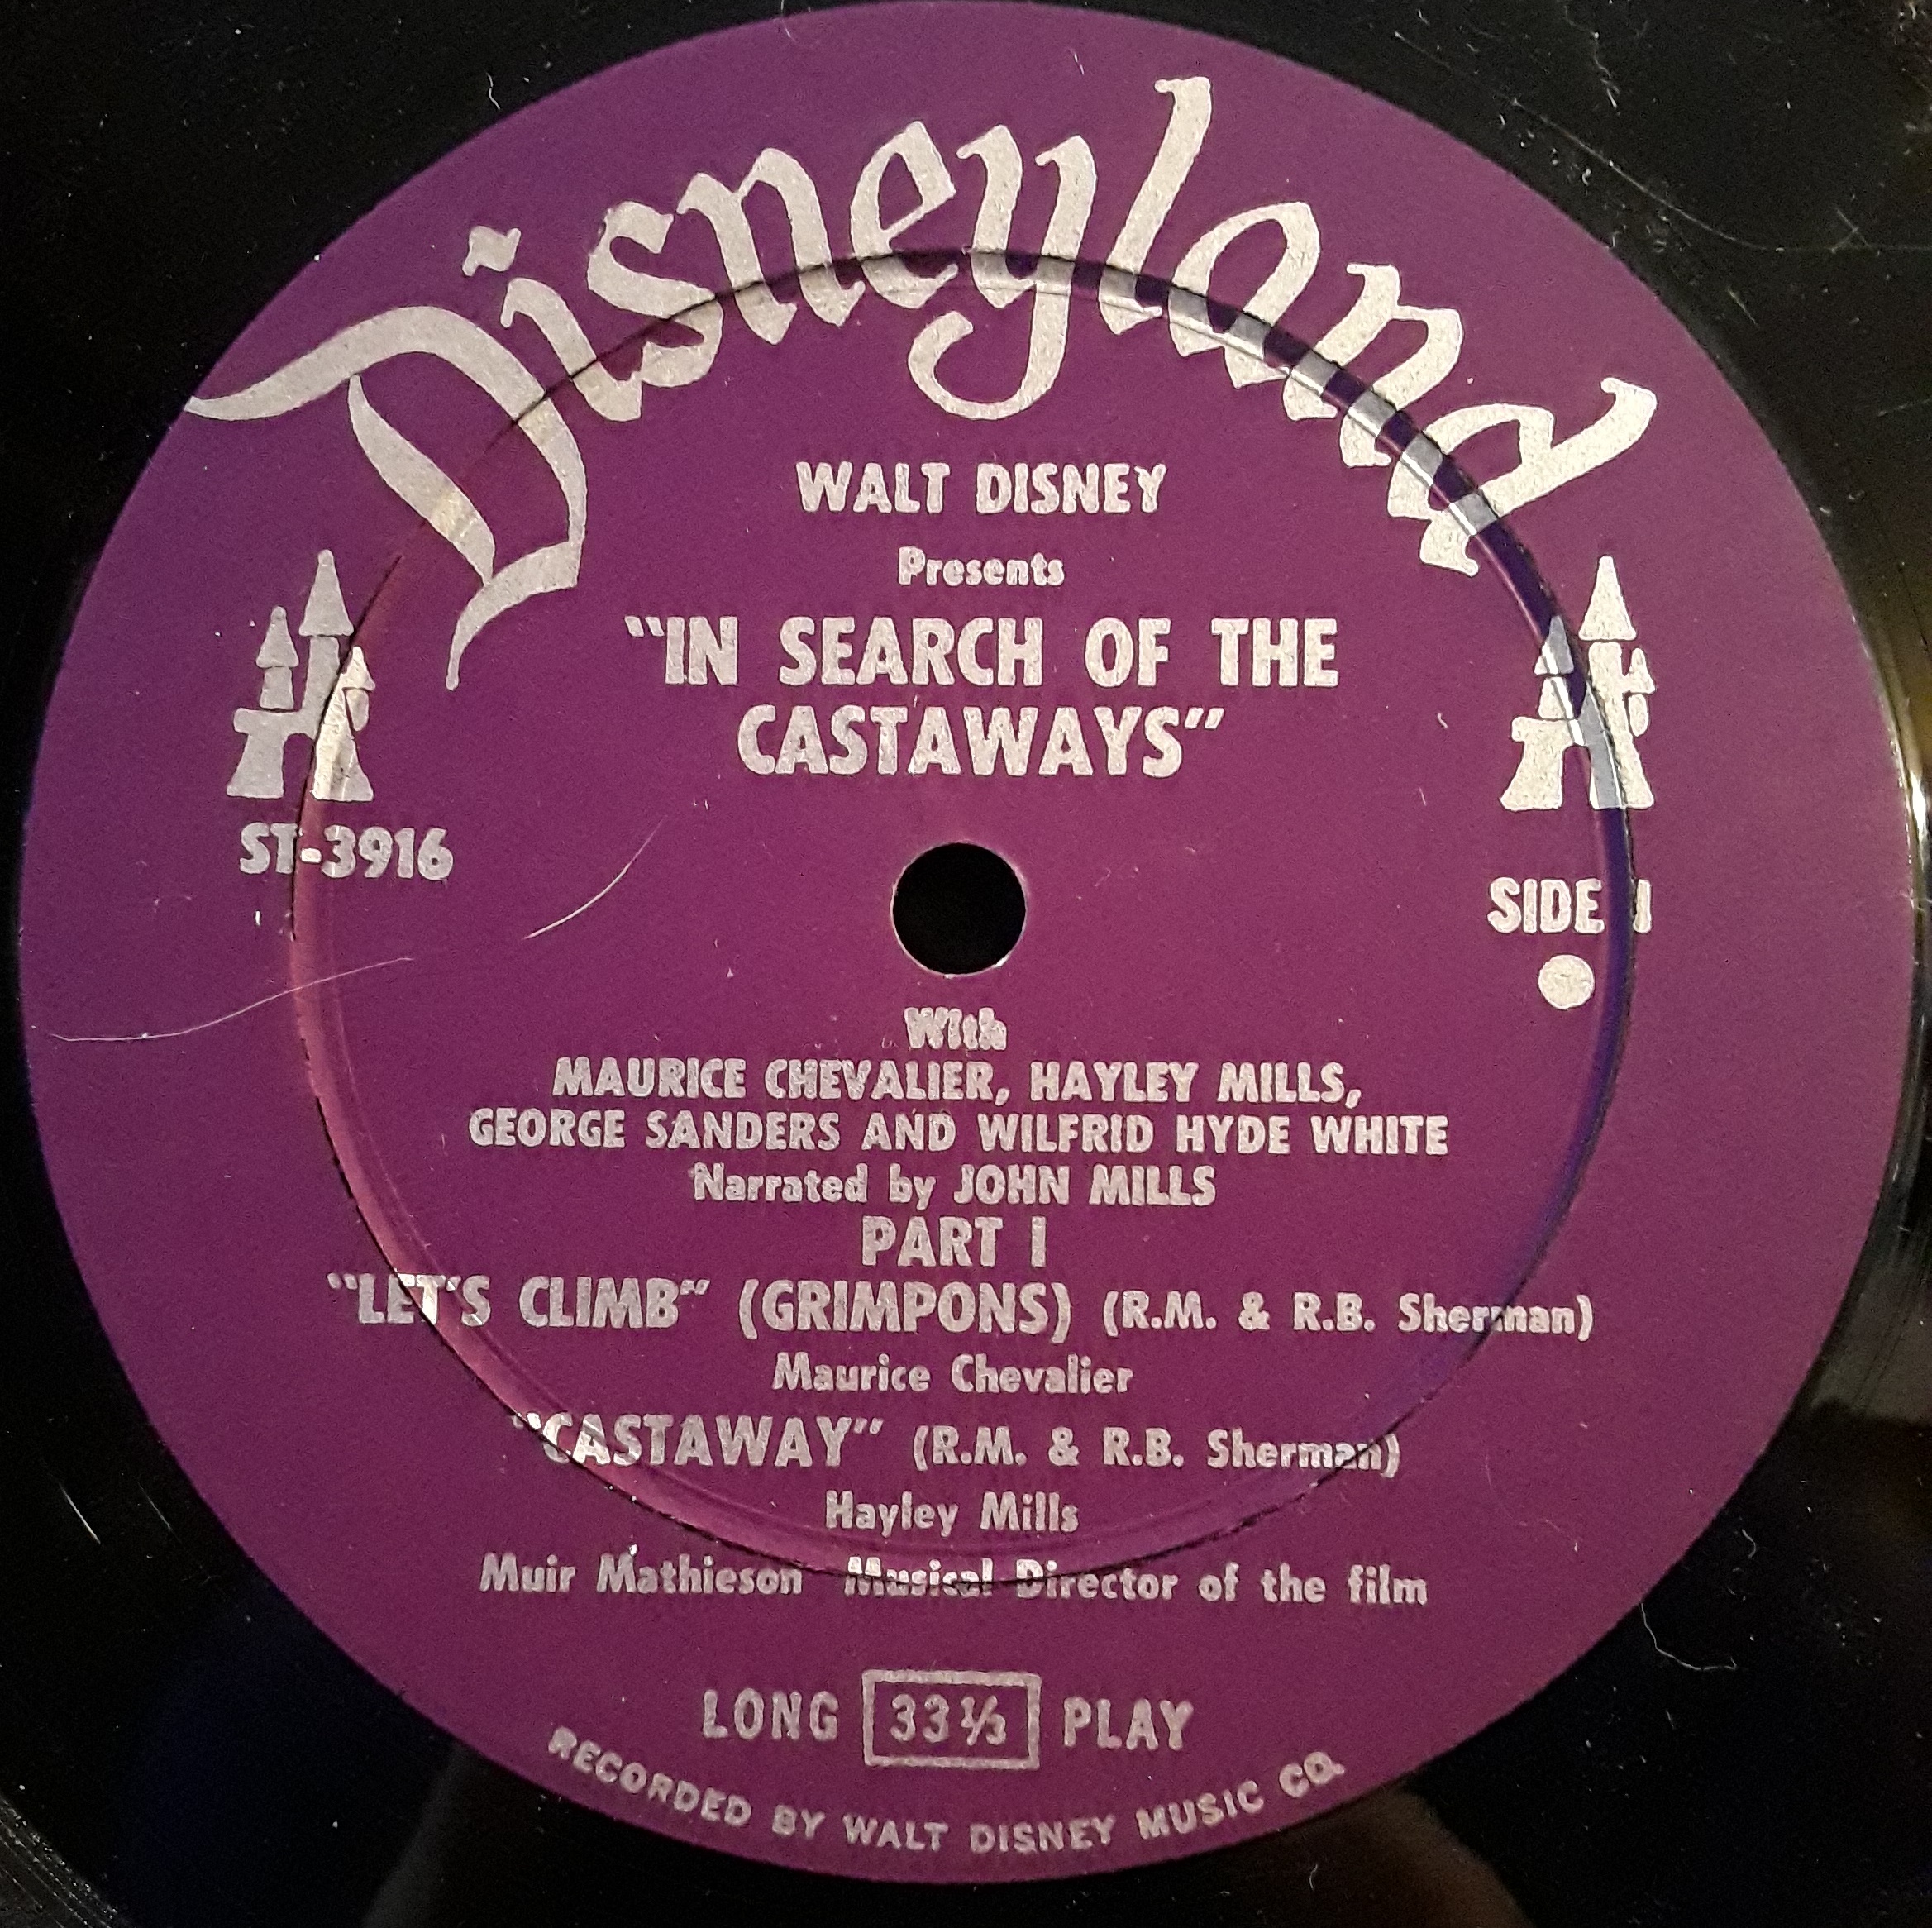 Disneyland
WALT DISNEY
Presents
"IN SEARCH OF THE
CASTAWAYS"
ST-3916
SIDE 1
With
MAURICE CHEVALIER, HAYLEY MILLS,
GEORGE SANDERS AND WILFRID HYDE WHITE
Narrated by JOHN MILLS
PART I
"LET'S CLIMB" (GRIMPONS) (R.M. & R.B. Sherman)
Maurice Chevalier
"CASTAWAY" (R.M. & R.B. Sherman)
Hayley Mills
Muir Mathieson Musical Director of the film
LONG 33⅓ PLAY
RECORDED BY WALT DISNEY MUSIC CO.